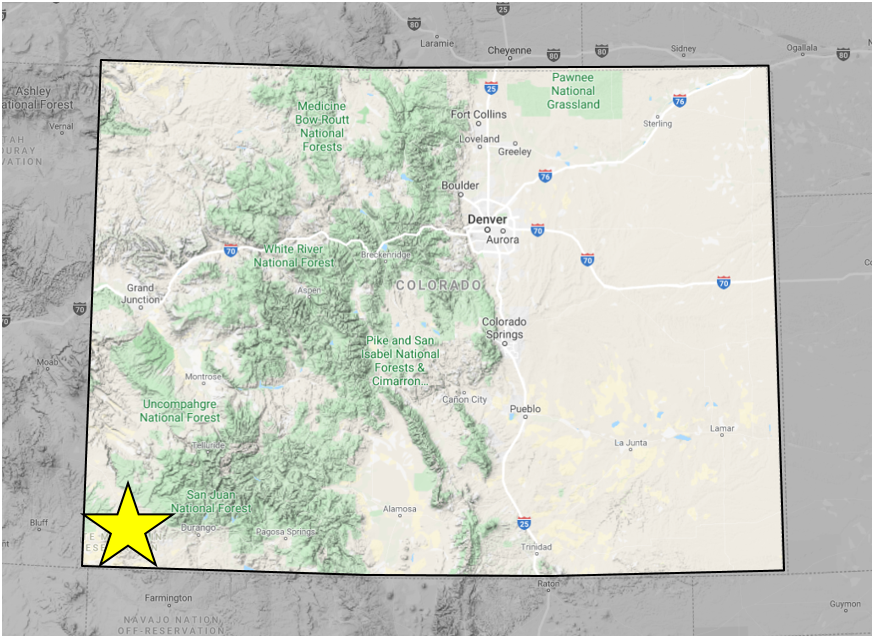 80
25
Laramie
Cheyenne
80
80
Sidney
Ogallala
80
Ashley
National Forest
Vernal
Medicine
Bow-Routt
National
Forests
25
Pawnee
National
Grassland
76
Sterling
Fort Collins
Loveland
Greeley
76
Boulder
Denver
Aurora
70
70
70
70
White River
National Forest
Breckenridge
Aspen
COLORADO
Grand
Junction
70
70
Moab
Colorado
Springs
Pike and San
Isabel National
Forests &
Cimarron...
Montrose
Cañon City
Uncompahgre
National Forest
Pueblo
Lamar
La Junta
Telluride
San Juan
National Forest
Bluff
Durango
Pagosa Springs
Alamosa
25
Trinidad
Raton
Farmington
NAVAJO NATION
OFF-RESERVATION
Guymon